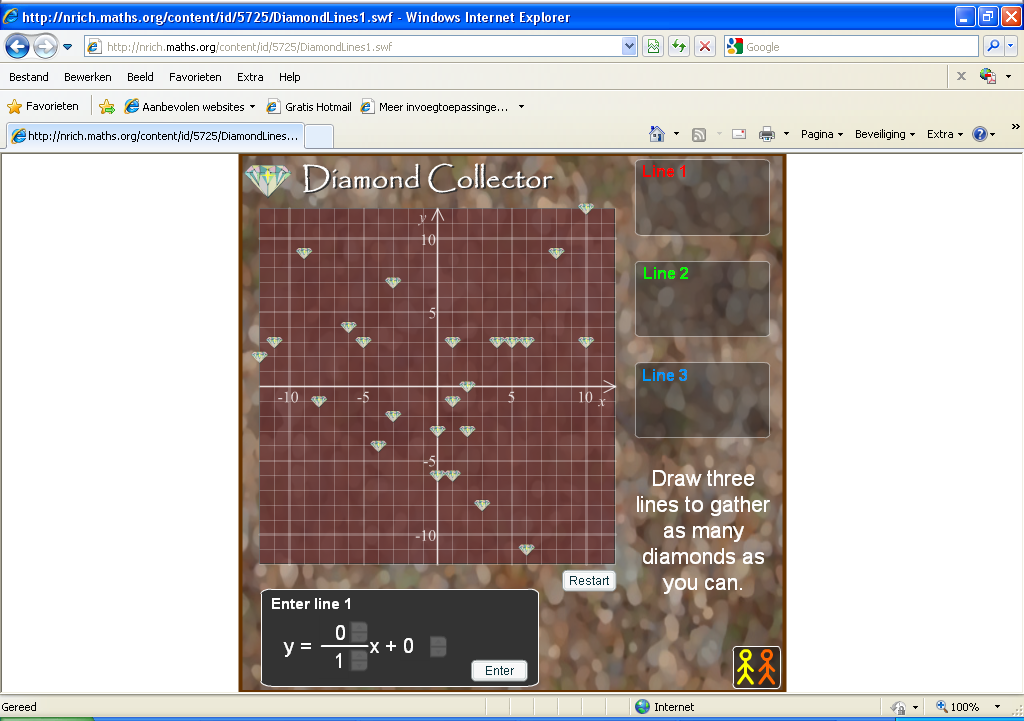 http://nrich.maths.org/content/id/5725/DiamondLines1.swf - Windows Internet Explorer
http://nrich.maths.org/content/id/5725/DiamondLines1.swf
Google
Bestand Bewerken Beeld Favorieten Extra Help
Favorieten Aanbevolen websites Gratis Hotmail Meer invoegtoepassinge...
http://nrich.maths.org/content/id/5725/DiamondLines... Pagina Beveiliging Extra »
Diamond Collector
Line 1
y
10
5
-10 -5 5 10 x
-5
-10
Line 2
Line 3
Draw three
lines to gather
as many
diamonds as
you can.
Restart
Enter line 1
y = 0/1 x + 0
Enter
Gereed Internet 100%